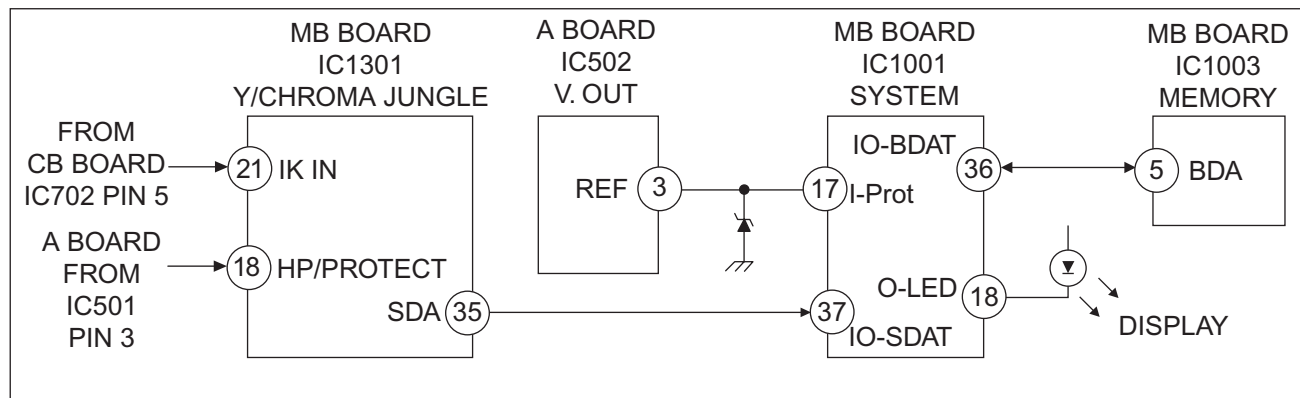 MB BOARD
IC1301
Y/CHROMA JUNGLE
A BOARD
IC502
V. OUT
MB BOARD
IC1001
SYSTEM
MB BOARD
IC1003
MEMORY
FROM
CB BOARD
IC702 PIN 5
21 IK IN
A BOARD
FROM
IC501
PIN 3
18 HP/PROTECT
SDA 35
REF 3
17 I-Prot
IO-BDAT 36
5 BDA
O-LED 18
37 IO-SDAT
DISPLAY